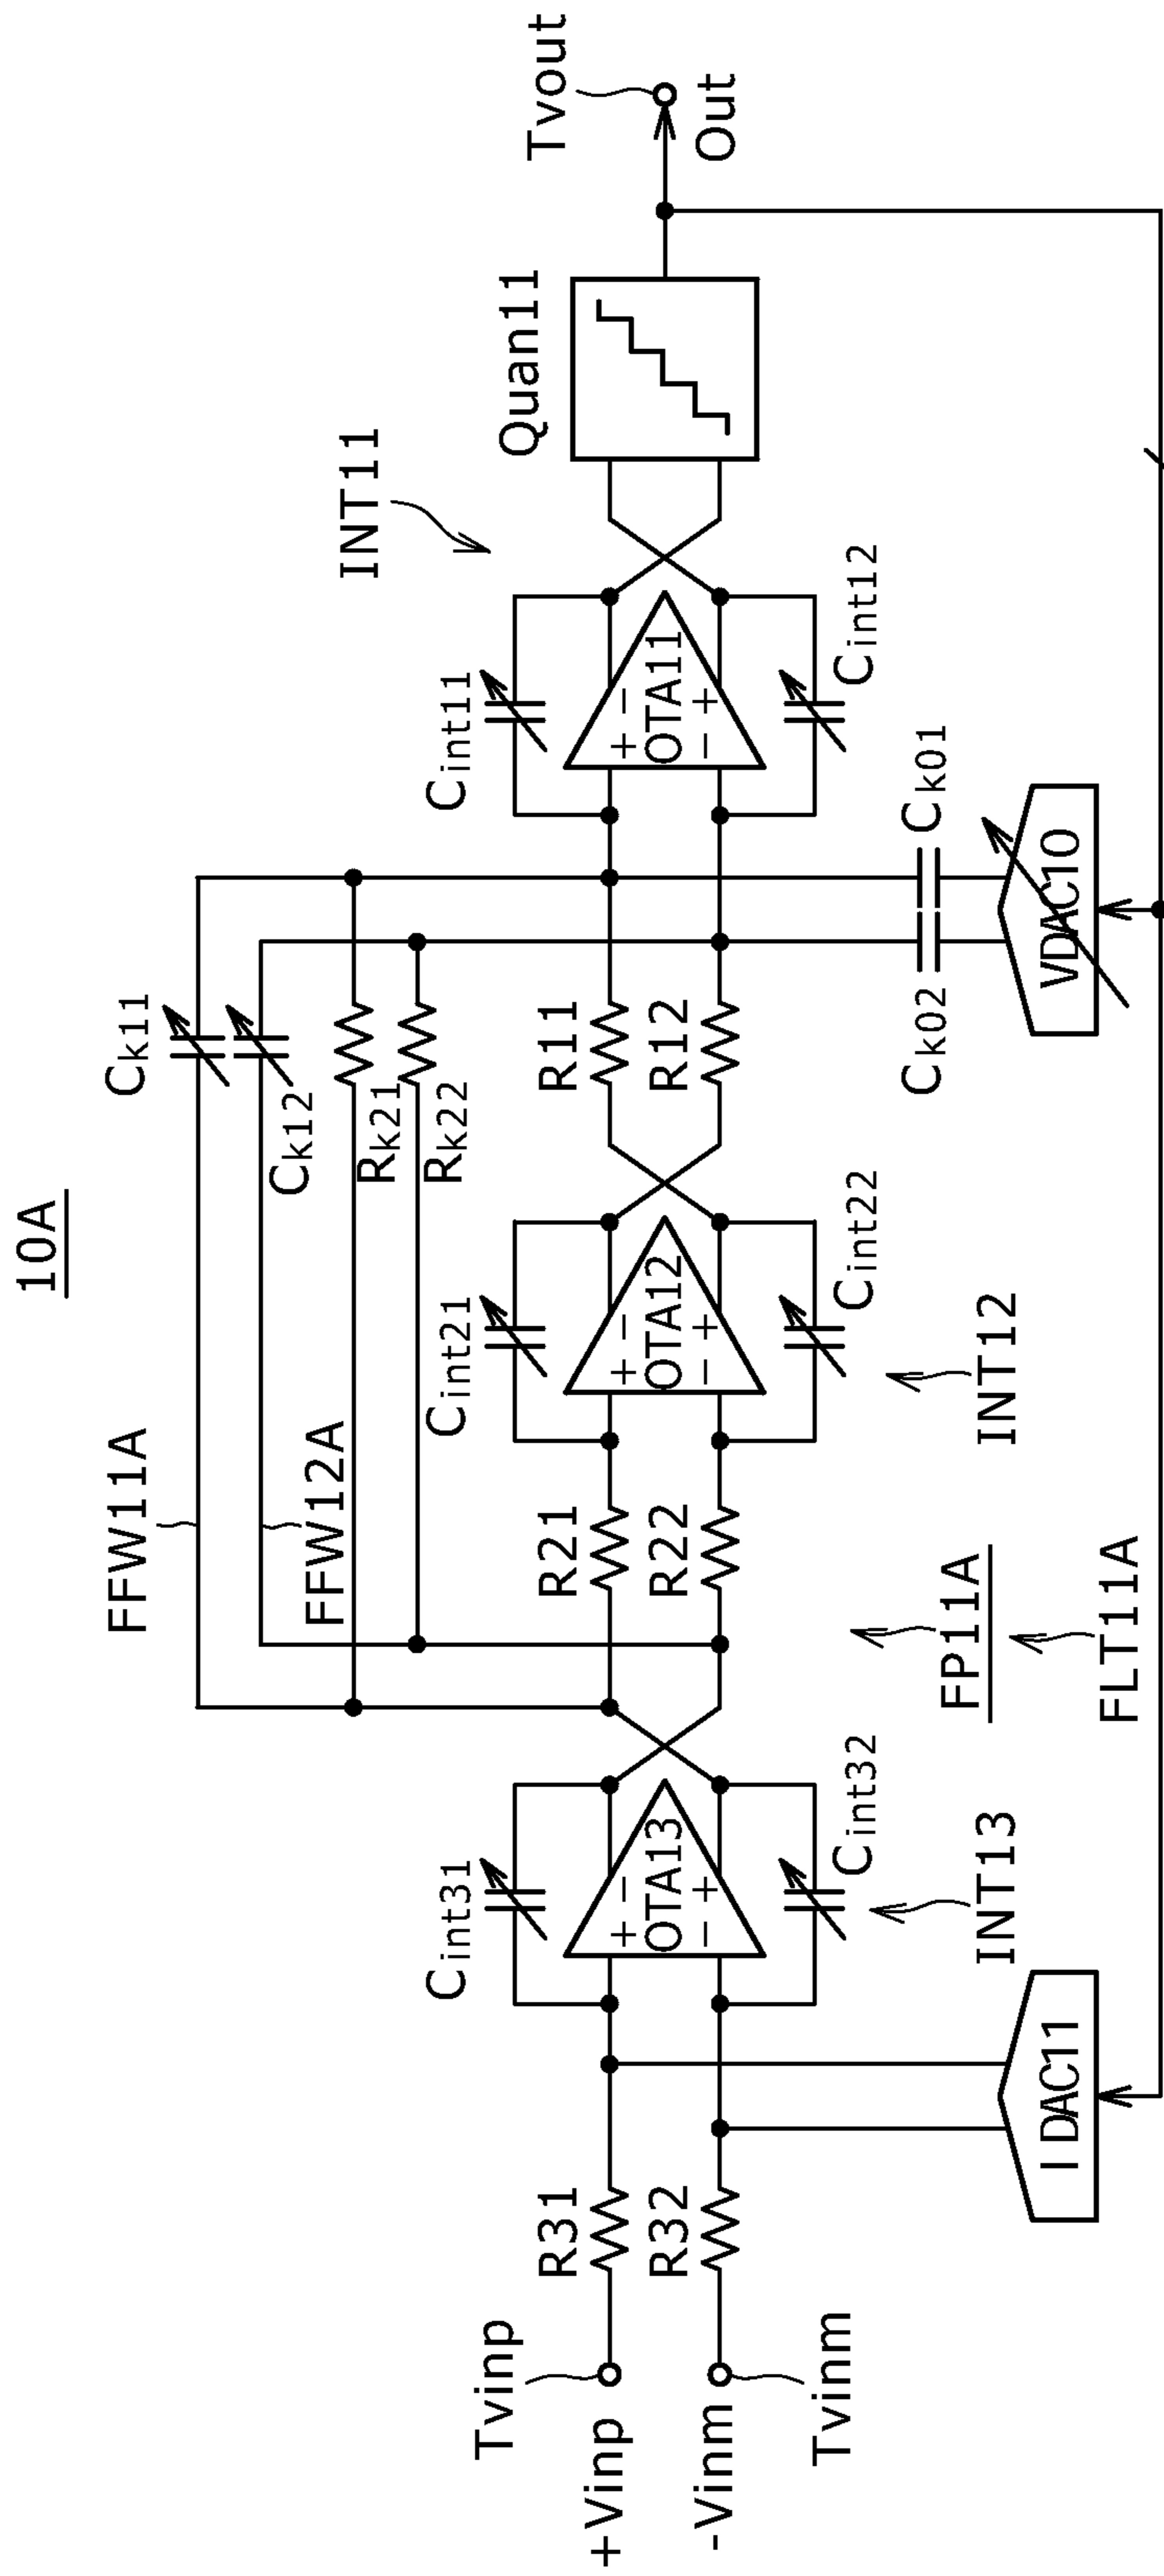 10A
FFW11A
FFW12A
Ck11
Ck12
Rk21
Rk22
INT11
Tvinp
+Vinp
-Vinm
Tvinm
R31
R32
Cint31
+ -
OTA13
- +
Cint32
INT13
R21
R22
Cint21
+ -
OTA12
- +
Cint22
INT12
R11
R12
Cint11
+ -
OTA11
- +
Cint12
Quan11
Tvout
Out
FP11A
FLT11A
Ck02
Ck01
IDAC11
VDAC10